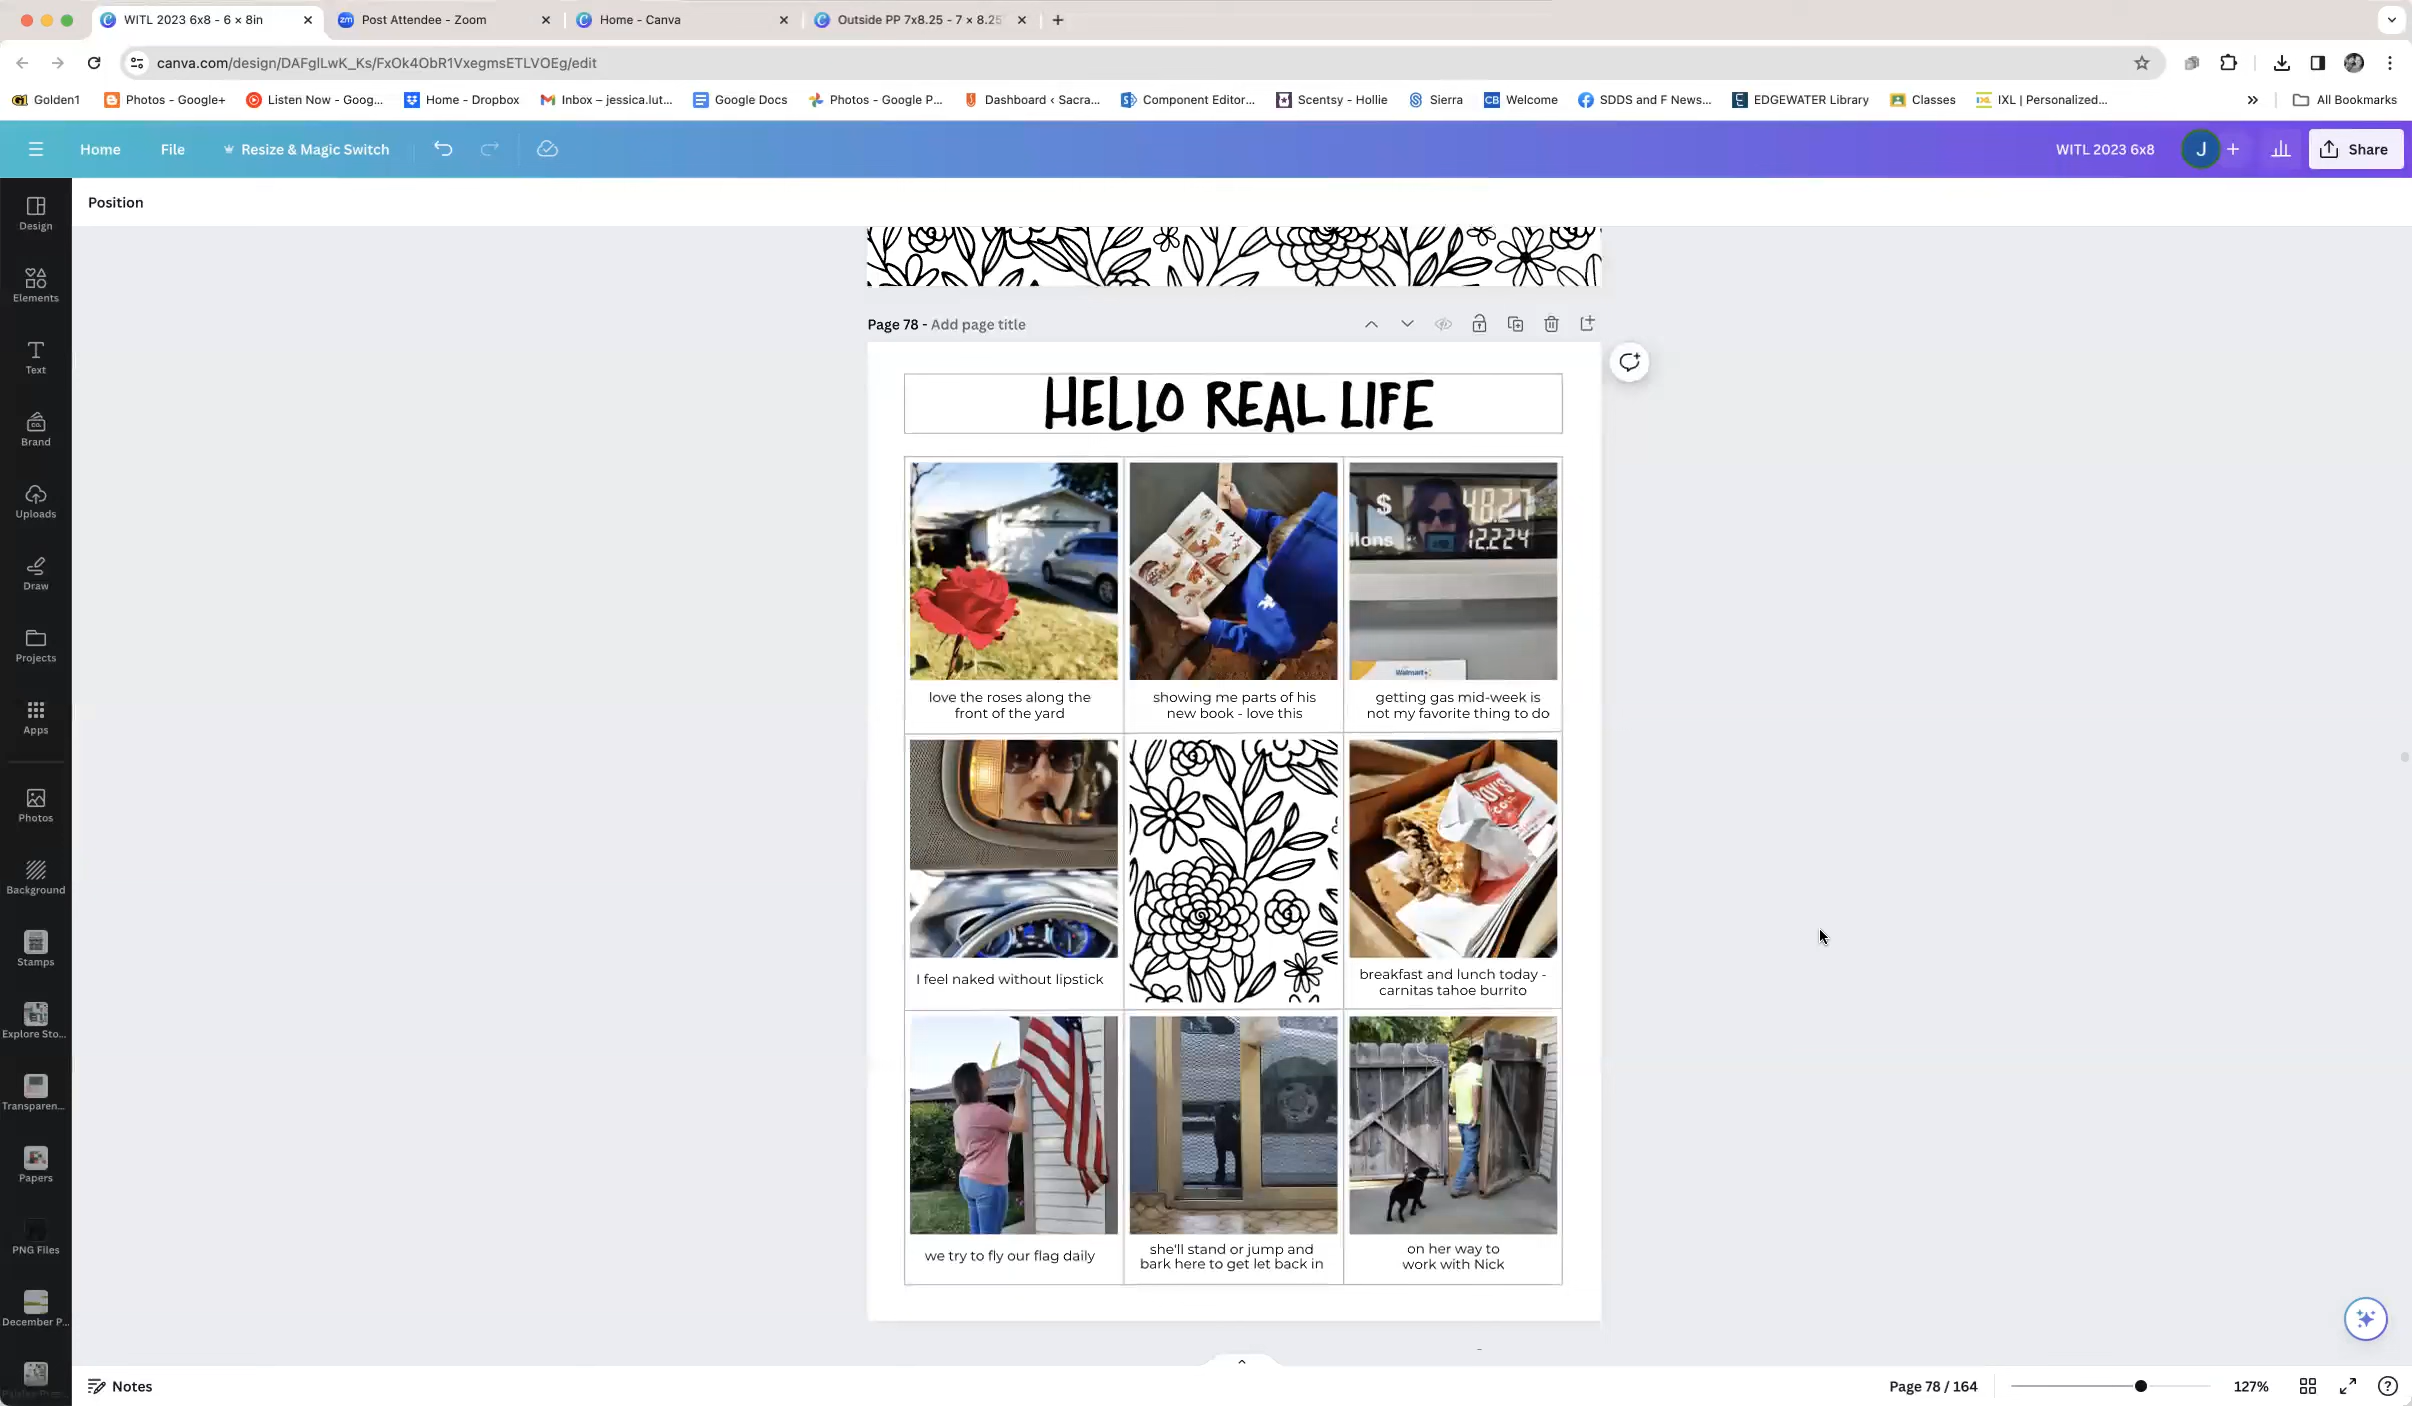 WITL 2023 6x8 - 6 × 8in
Post Attendee - Zoom
Home - Canva
Outside PP 7x8.25 - 7 × 8.25
canva.com/design/DAFglLwK_Ks/FxOk4ObR1VxegmsETLVOEg/edit
Golden1
Photos - Google+
Listen Now - Goog...
Home - Dropbox
Inbox – jessica.lut...
Google Docs
Photos - Google P...
Dashboard ‹ Sacra...
Component Editor...
Scentsy - Hollie
Sierra
CB Welcome
SDDS and F News...
EDGEWATER Library
Classes
IXL | Personalized...
All Bookmarks
Home
File
Resize & Magic Switch
WITL 2023 6x8
J
Share
Position
Design
Elements
Text
Brand
Uploads
Draw
Projects
Apps
Photos
Background
Stamps
Explore Sto...
Transparen...
Papers
PNG Files
December P...
Page 78 - Add page title
HELLO REAL LIFE
$ 48.27
llons 12.224
Walmart
love the roses along the
front of the yard
showing me parts of his
new book - love this
getting gas mid-week is
not my favorite thing to do
I feel naked without lipstick
breakfast and lunch today -
carnitas tahoe burrito
we try to fly our flag daily
she'll stand or jump and
bark here to get let back in
on her way to
work with Nick
Notes
Page 78 / 164
127%